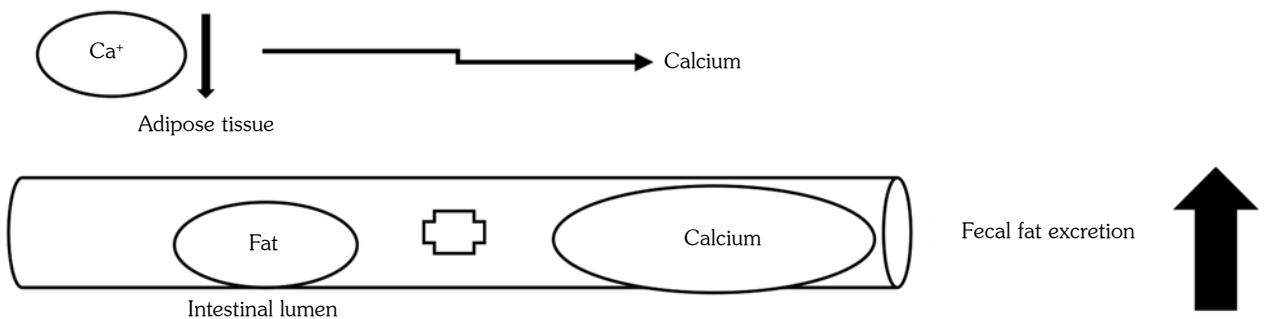 Ca⁺
Calcium
Adipose tissue
Fat
Calcium
Fecal fat excretion
Intestinal lumen